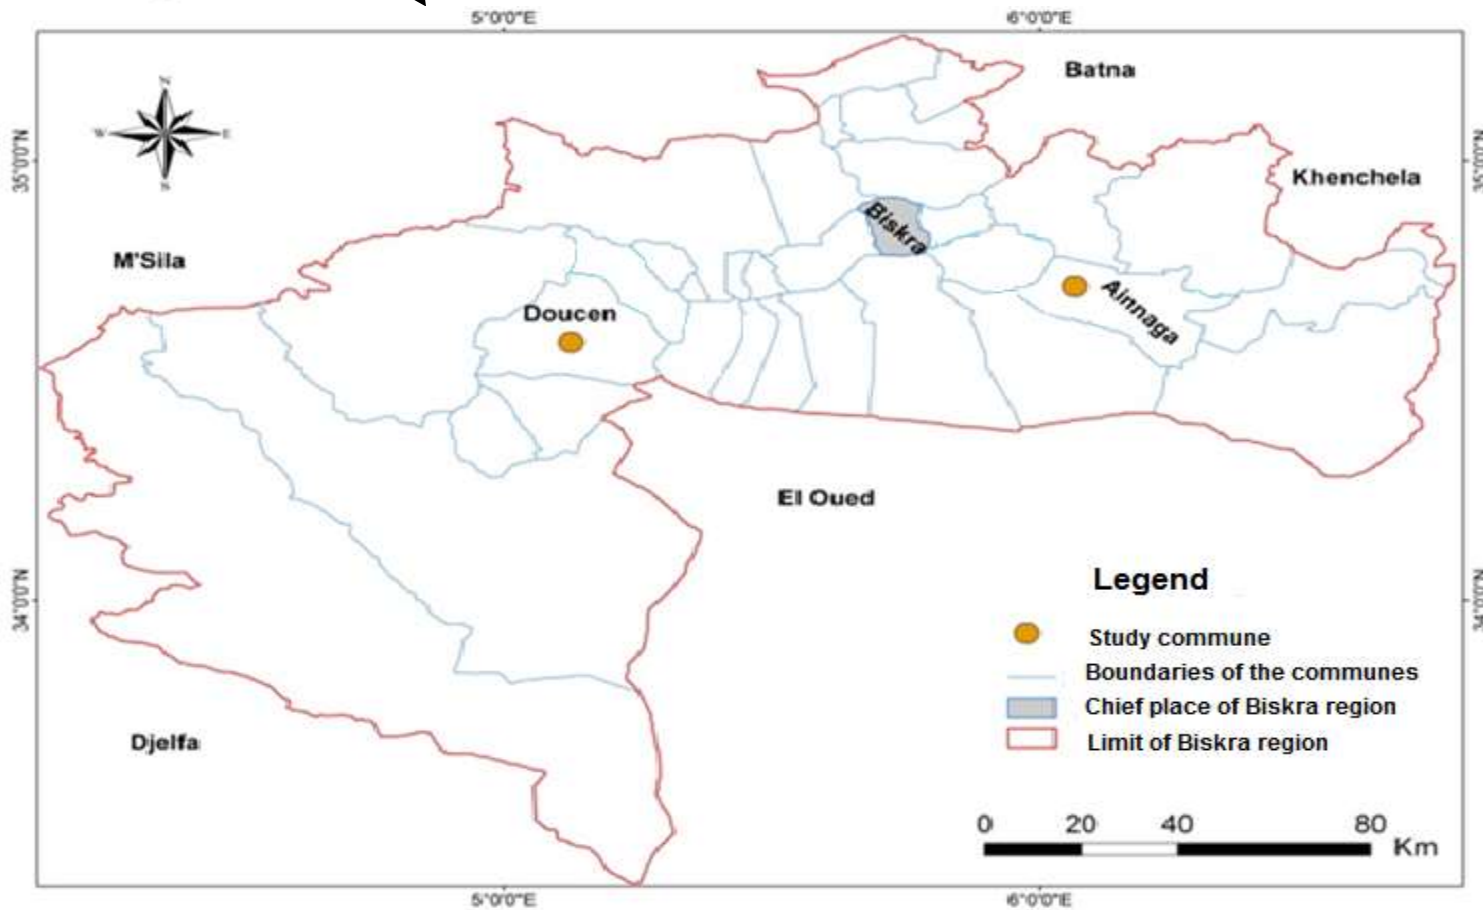 5°0'0"E
6°0'0"E
Batna
N
35°0'0"N
35°0'0"N
W
E
S
Khenchela
Biskra
M'Sila
Ainnaga
Doucen
El Oued
Legend
34°0'0"N
34°0'0"N
Study commune
Boundaries of the communes
Chief place of Biskra region
Limit of Biskra region
Djelfa
0 20 40 80
Km
5°0'0"E
6°0'0"E